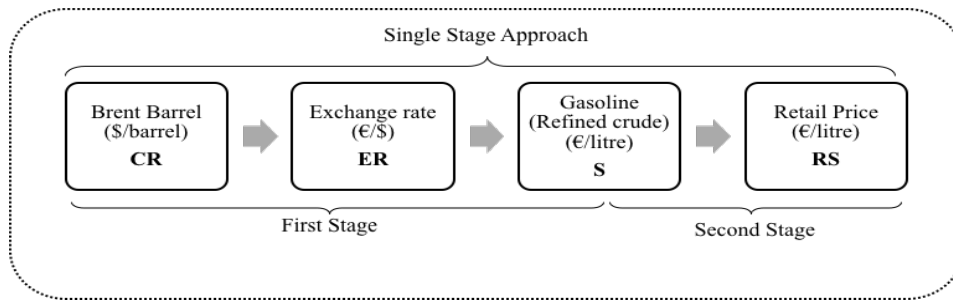 Single Stage Approach
Brent Barrel
($/barrel)
CR
Exchange rate
(€/$)
ER
Gasoline
(Refined crude)
(€/litre)
S
Retail Price
(€/litre)
RS
First Stage
Second Stage